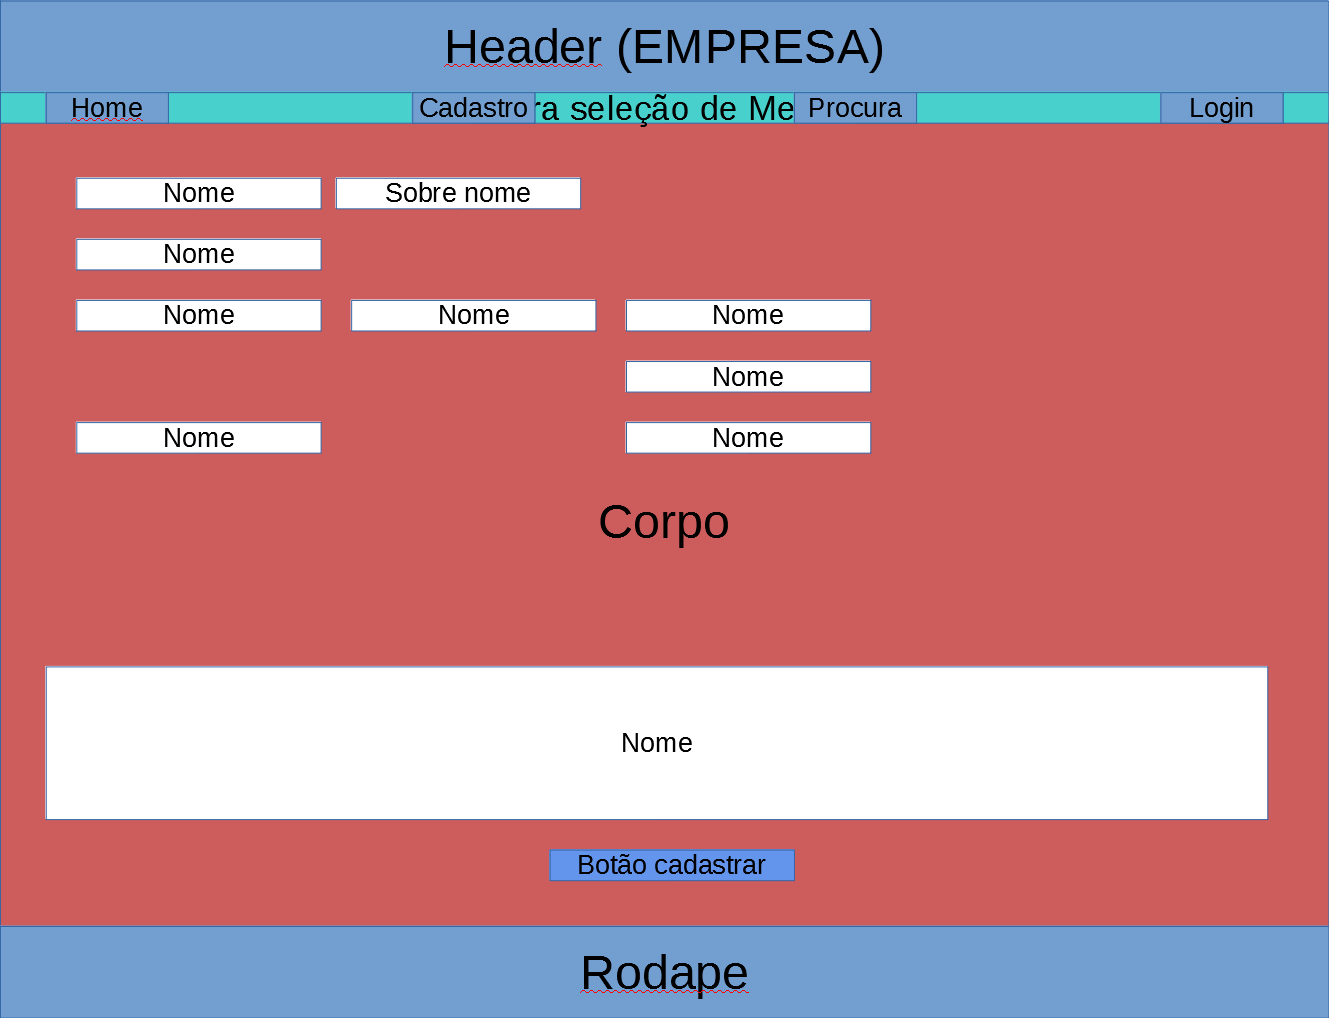 Header (EMPRESA)
Home Cadastro ra seleção de Me Procura Login
Nome Sobre nome
Nome
Nome Nome Nome
Nome
Nome Nome
Corpo
Nome
Botão cadastrar
Rodape